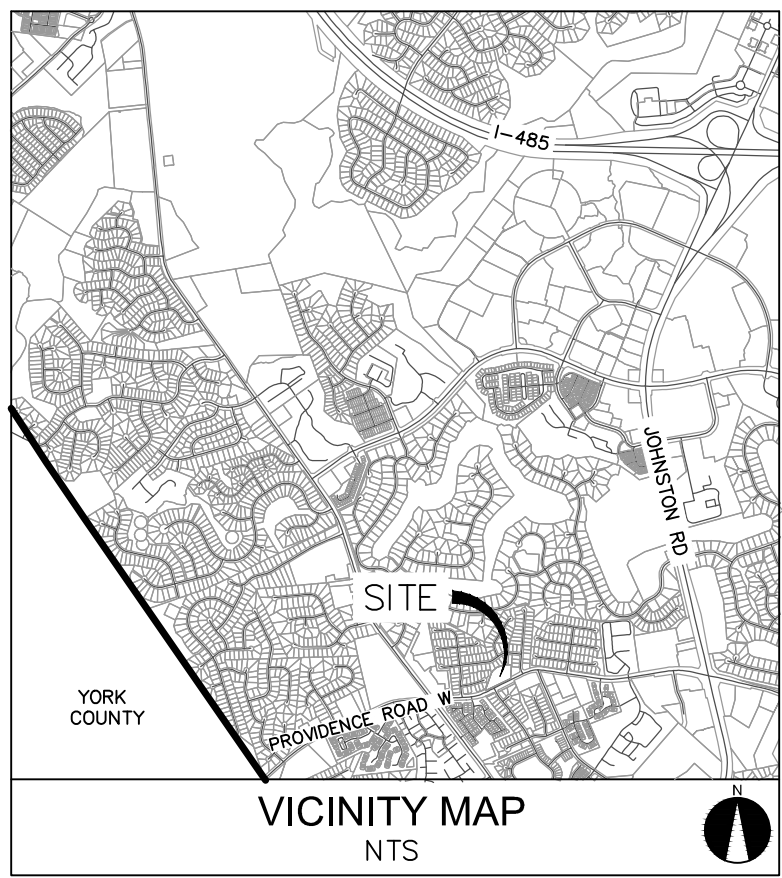 I-485
JOHNSTON RD
SITE
YORK
COUNTY
PROVIDENCE ROAD W
VICINITY MAP
NTS
N